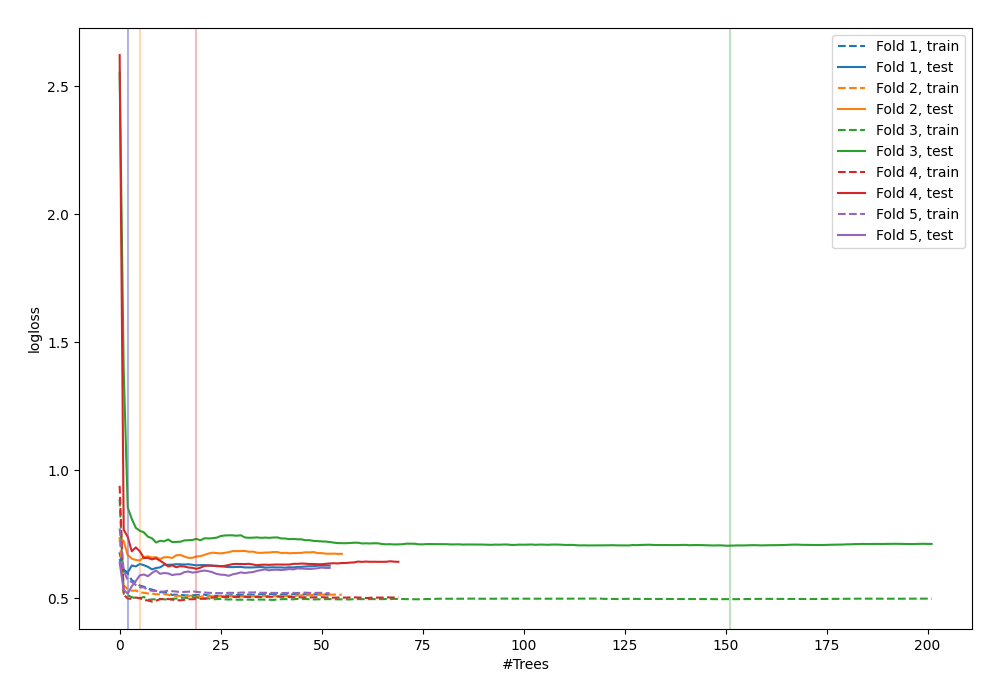 2.5
2.0
1.5
1.0
0.5
logloss
0
25
50
75
100
125
150
175
200
#Trees
Fold 1, train
Fold 1, test
Fold 2, train
Fold 2, test
Fold 3, train
Fold 3, test
Fold 4, train
Fold 4, test
Fold 5, train
Fold 5, test